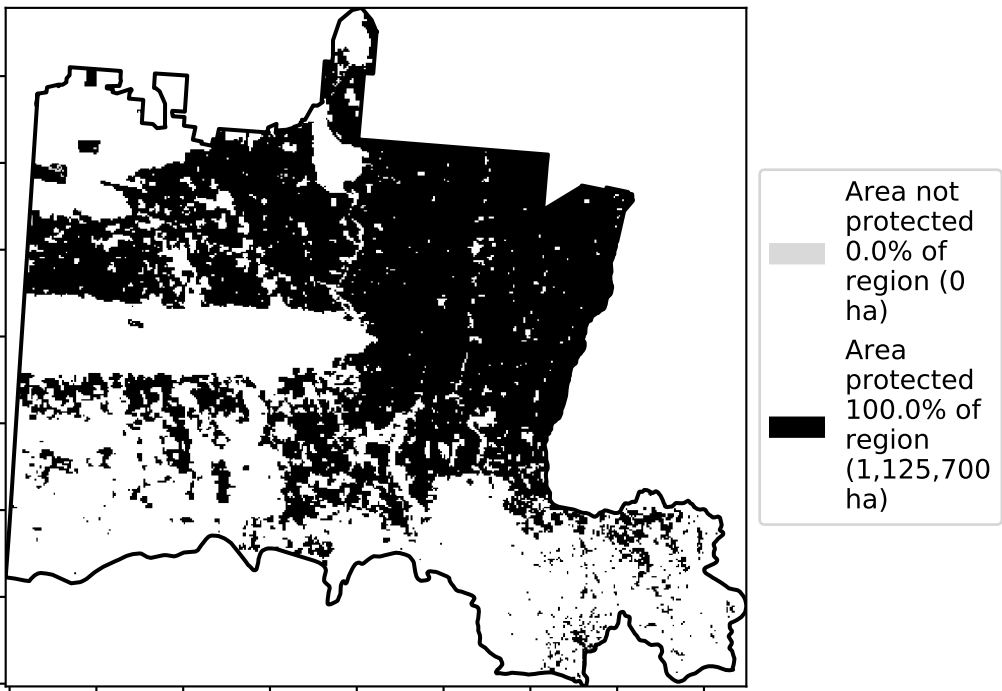 Area not
protected
0.0% of
region (0
ha)
Area
protected
100.0% of
region
(1,125,700
ha)